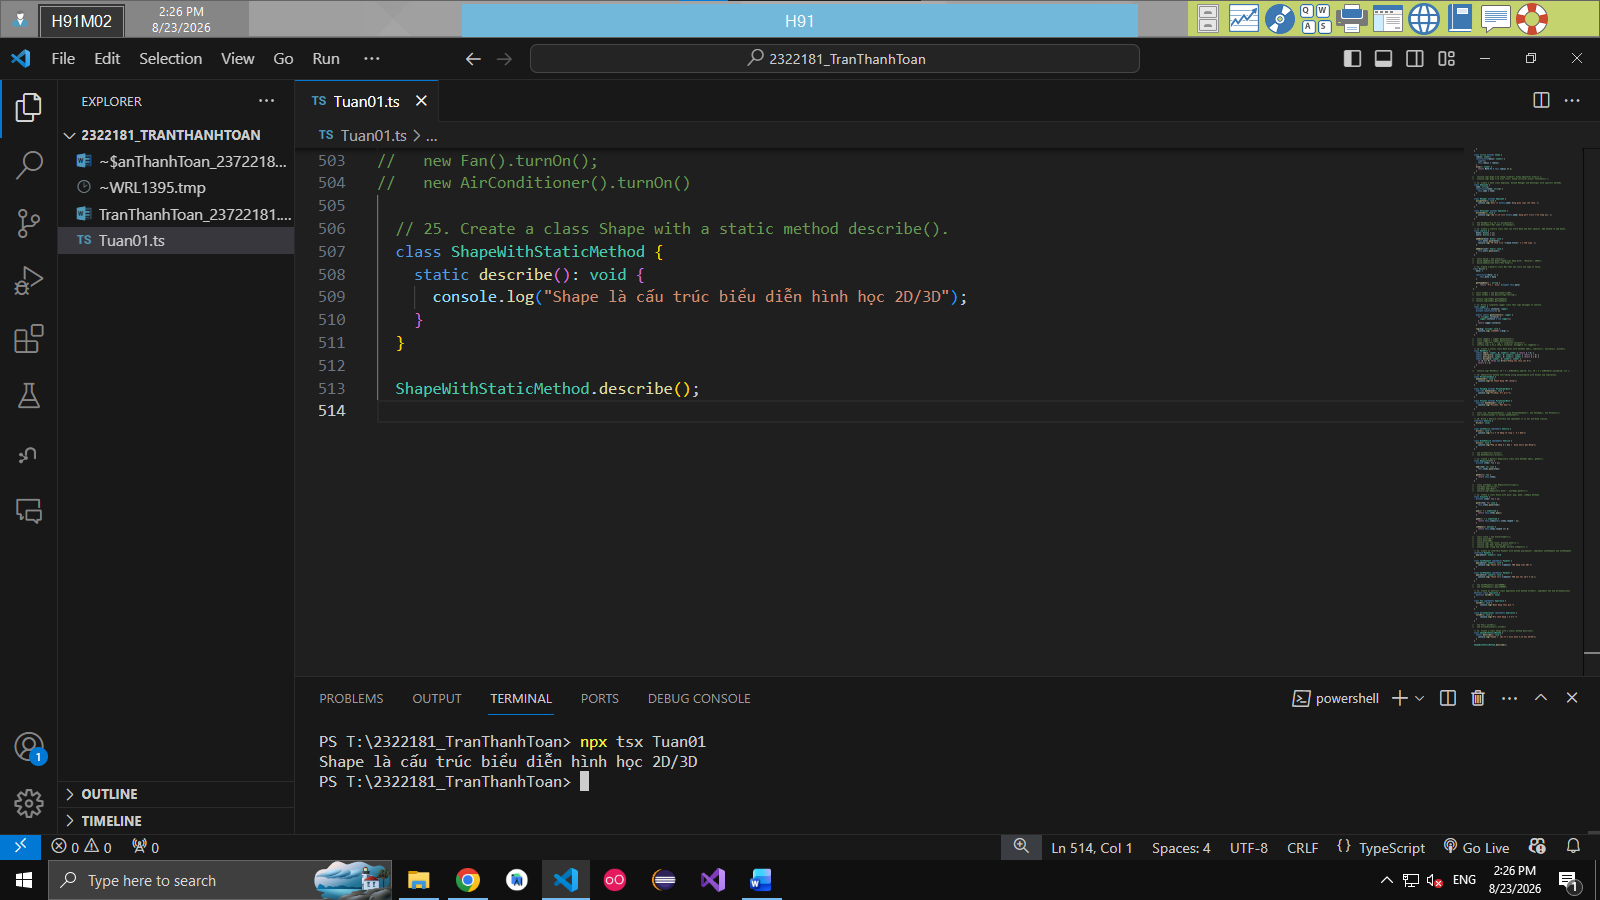 H91M02
2:26 PM
8/23/2026
H91
Q W
A S
File Edit Selection View Go Run ···
2322181_TranThanhToan
EXPLORER ···
TS Tuan01.ts
2322181_TRANTHANHTOAN
TS Tuan01.ts > ...
~$anThanhToan_2372218...
~WRL1395.tmp
TranThanhToan_23722181....
TS Tuan01.ts
503 //   new Fan().turnOn();
504 //   new AirConditioner().turnOn()
505
506 // 25. Create a class Shape with a static method describe().
507 class ShapeWithStaticMethod {
508   static describe(): void {
509     console.log("Shape là cấu trúc biểu diễn hình học 2D/3D");
510   }
511 }
512
513 ShapeWithStaticMethod.describe();
514
PROBLEMS OUTPUT TERMINAL PORTS DEBUG CONSOLE
powershell
PS T:\2322181_TranThanhToan> npx tsx Tuan01
Shape là cấu trúc biểu diễn hình học 2D/3D
PS T:\2322181_TranThanhToan>
1
OUTLINE
TIMELINE
0 0 0
Ln 514, Col 1 Spaces: 4 UTF-8 CRLF {} TypeScript Go Live
Type here to search
ENG
2:26 PM
8/23/2026
1